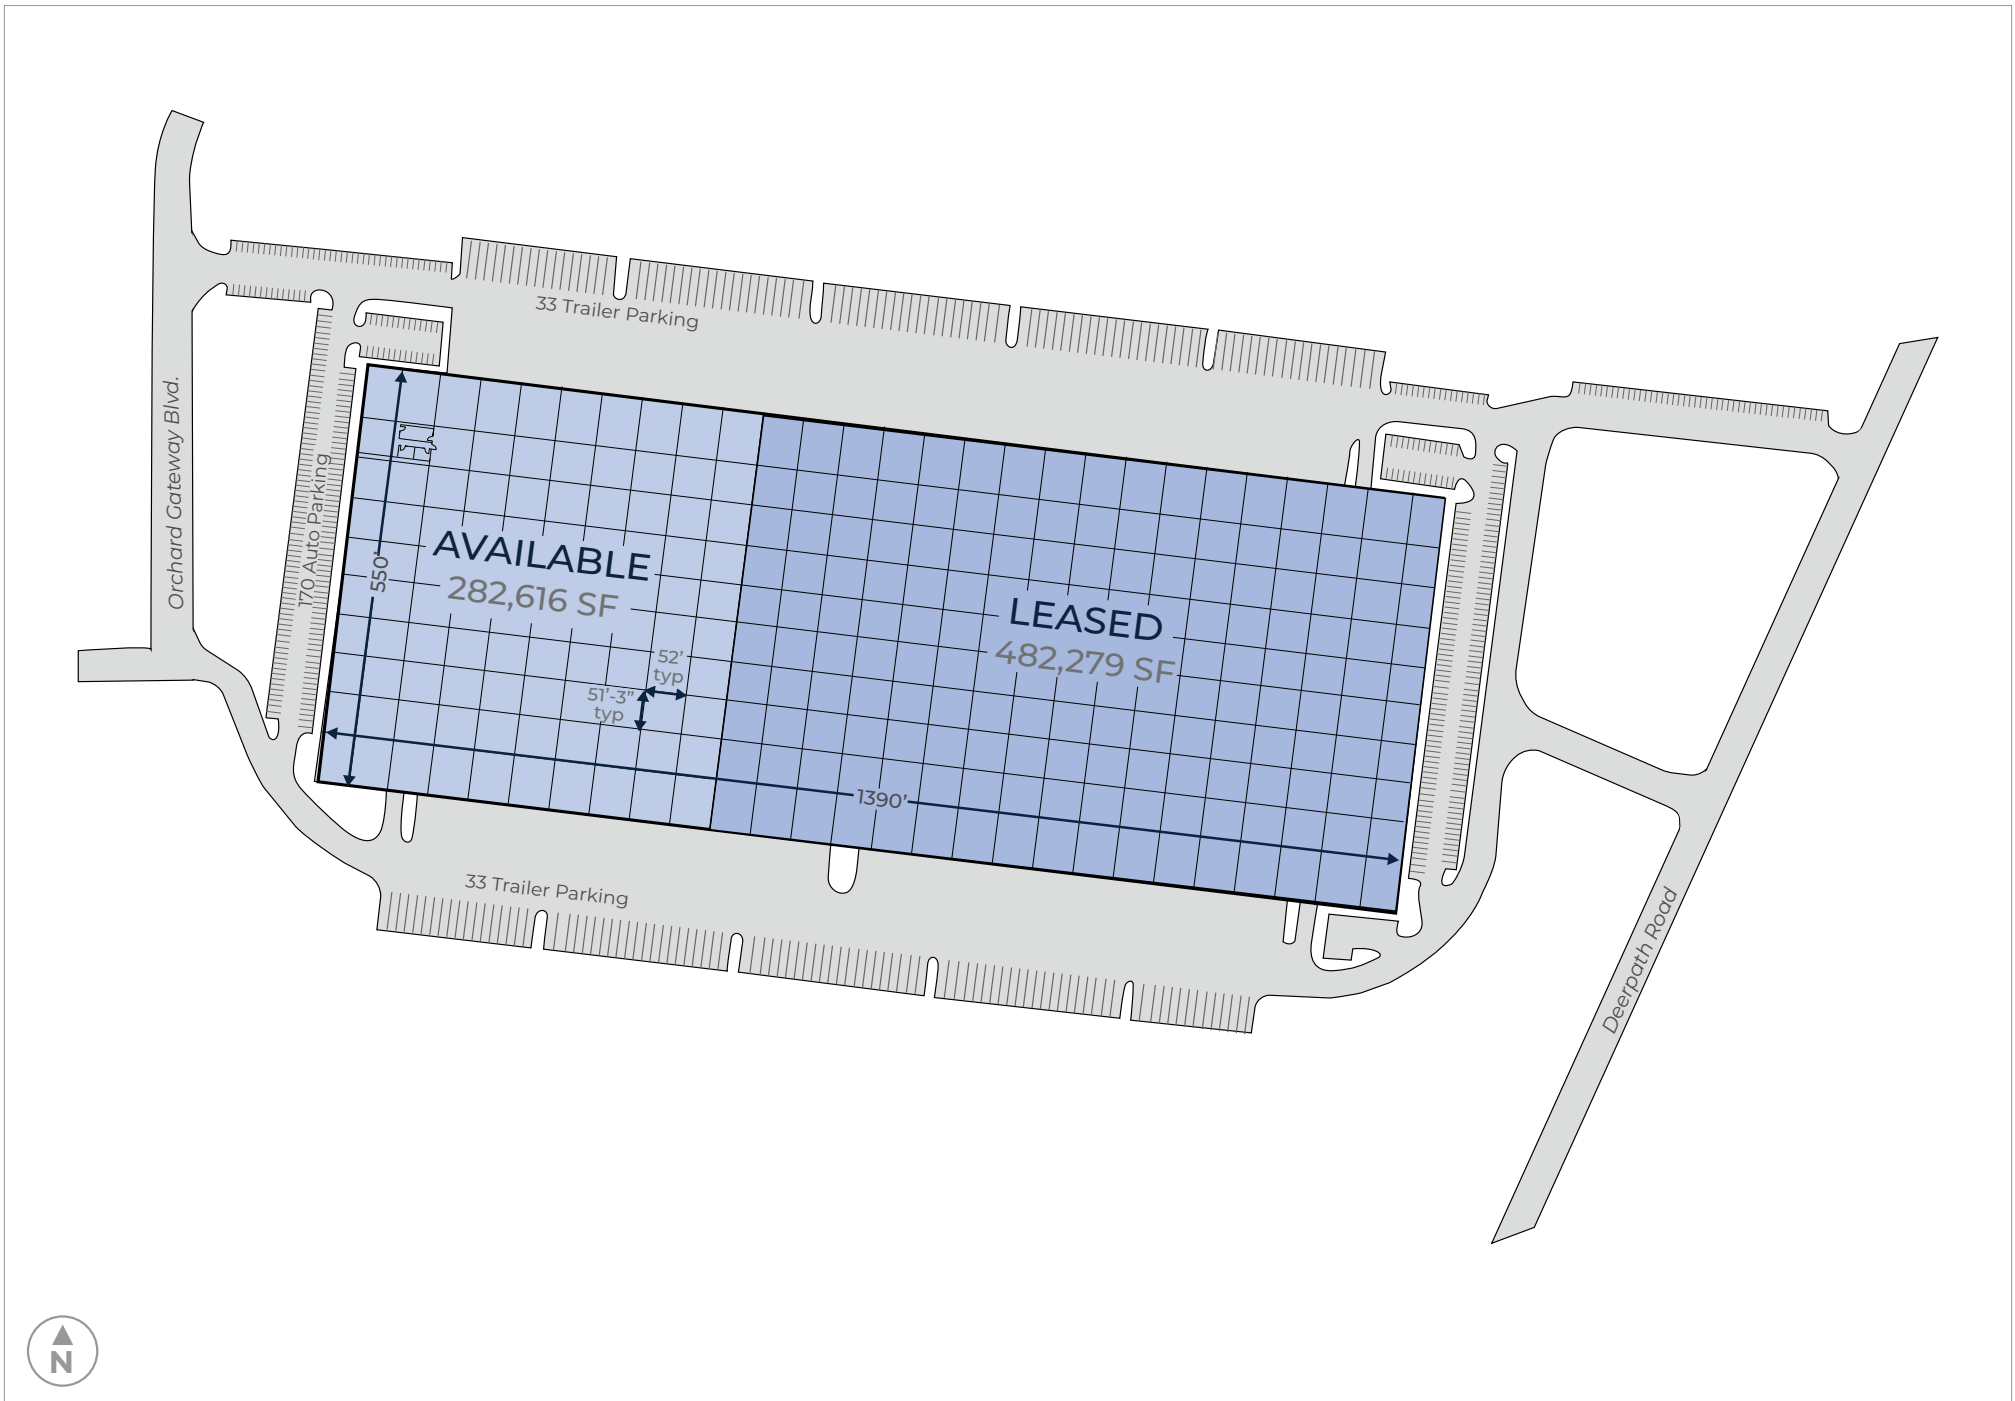 33 Trailer Parking
Orchard Gateway Blvd.
170 Auto Parking
550’
AVAILABLE
282,616 SF
52’
typ
51’-3”
typ
LEASED
482,279 SF
1390’
33 Trailer Parking
Deerpath Road
N